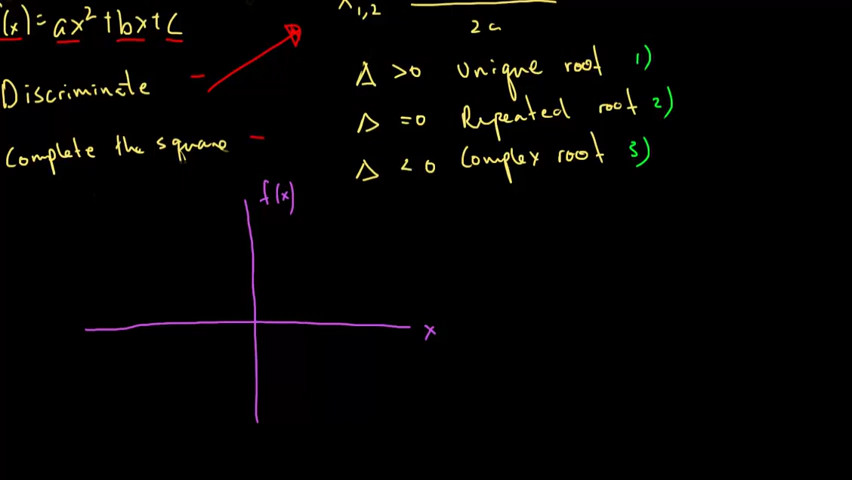 f(x) = ax² + bx + c
Discriminate –
Complete the square –
x₁,₂
2a
Δ > 0 Unique root 1)
Δ = 0 Repeated root 2)
Δ < 0 Complex root 3)
f(x)
x